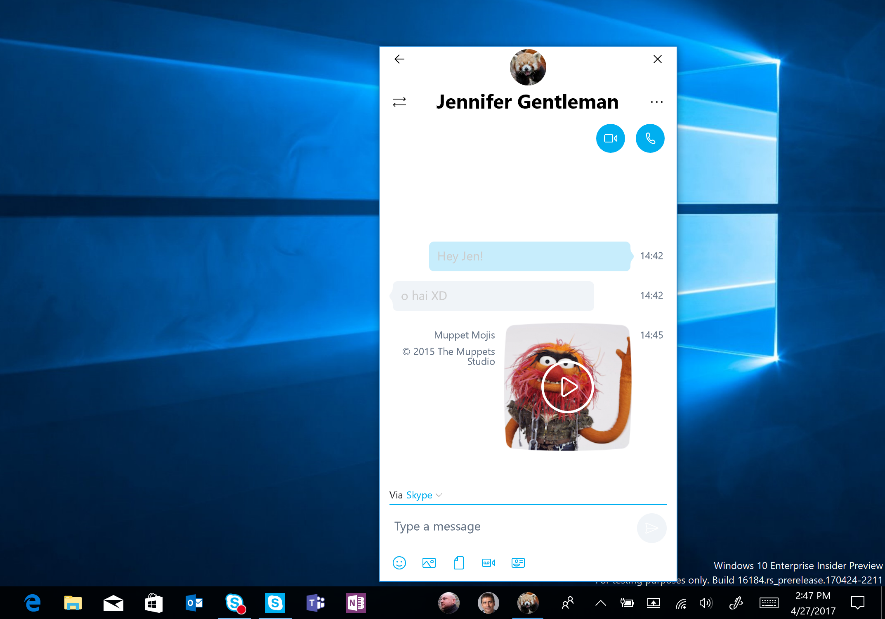 Jennifer Gentleman
Hey Jen!
14:42
o hai XD
14:42
Muppet Mojis
© 2015 The Muppets
Studio
14:45
Via Skype
Type a message
Windows 10 Enterprise Insider Preview
For testing purposes only. Build 16184.rs_prerelease.170424-2211
2:47 PM
4/27/2017